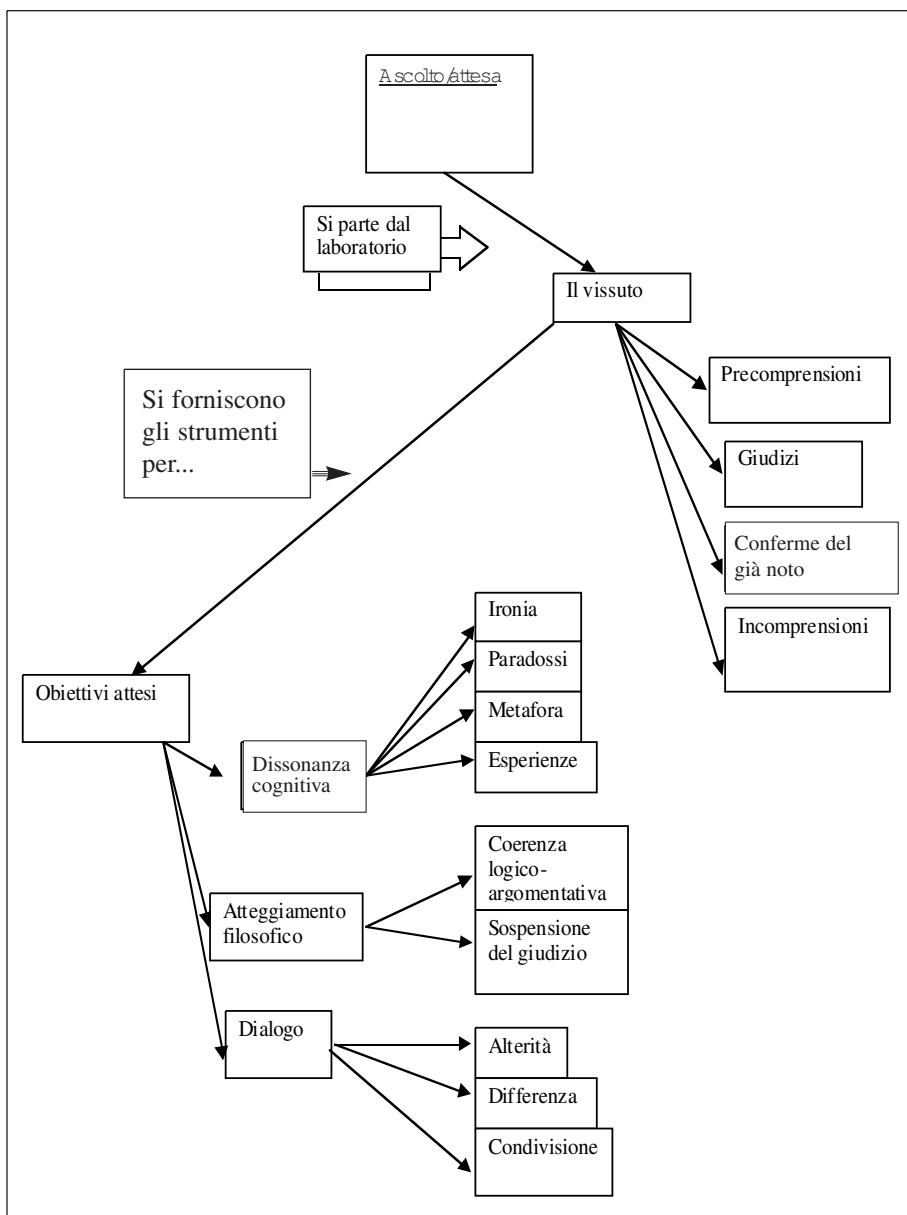 Ascolto/attesa
Si parte dal
laboratorio
Il vissuto
Precomprensioni
Si forniscono
gli strumenti
per...
Giudizi
Conferme del
già noto
Incomprensioni
Obiettivi attesi
Dissonanza
cognitiva
Ironia
Paradossi
Metafora
Esperienze
Atteggiamento
filosofico
Coerenza
logico-
argomentativa
Sospensione
del giudizio
Dialogo
Alterità
Differenza
Condivisione